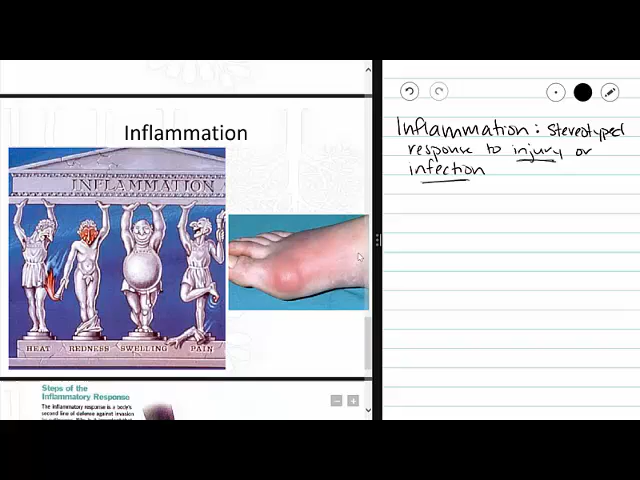 Inflammation
INFLAMMATION
HEAT REDNESS SWELLING PAIN
Steps of the
Inflammatory Response
The inflammatory response is a body's
second line of defense against invasion
Inflammation: stereotyped
response to injury or
infection